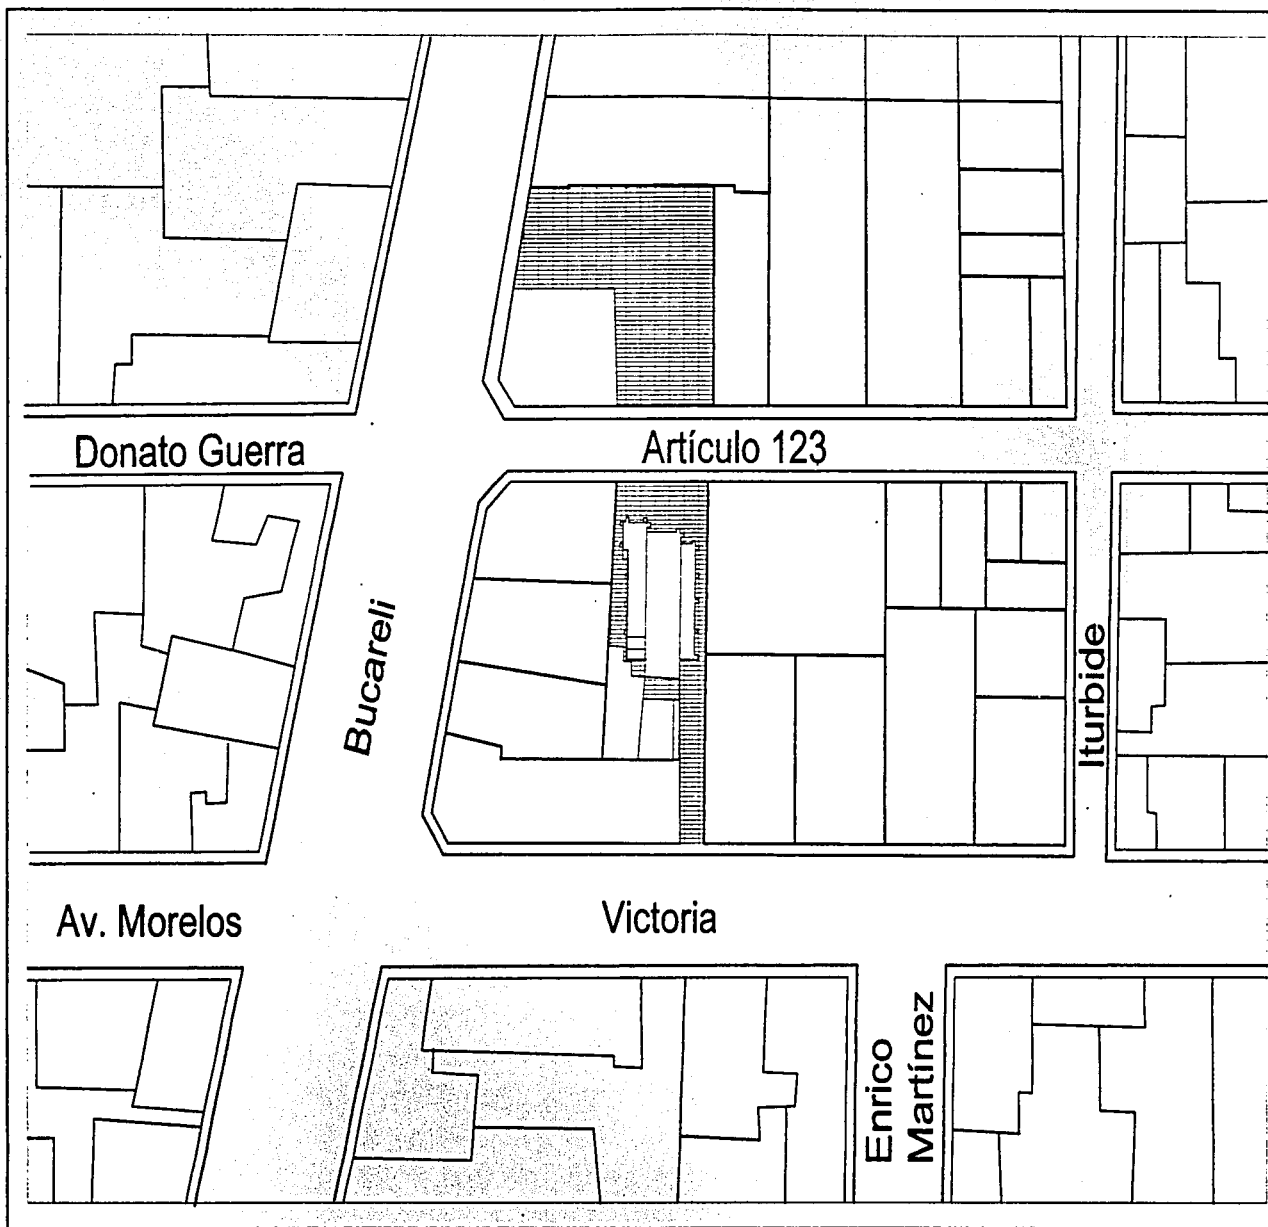 Donato Guerra
Artículo 123
Bucareli
Iturbide
Av. Morelos
Victoria
Enrico
Martínez